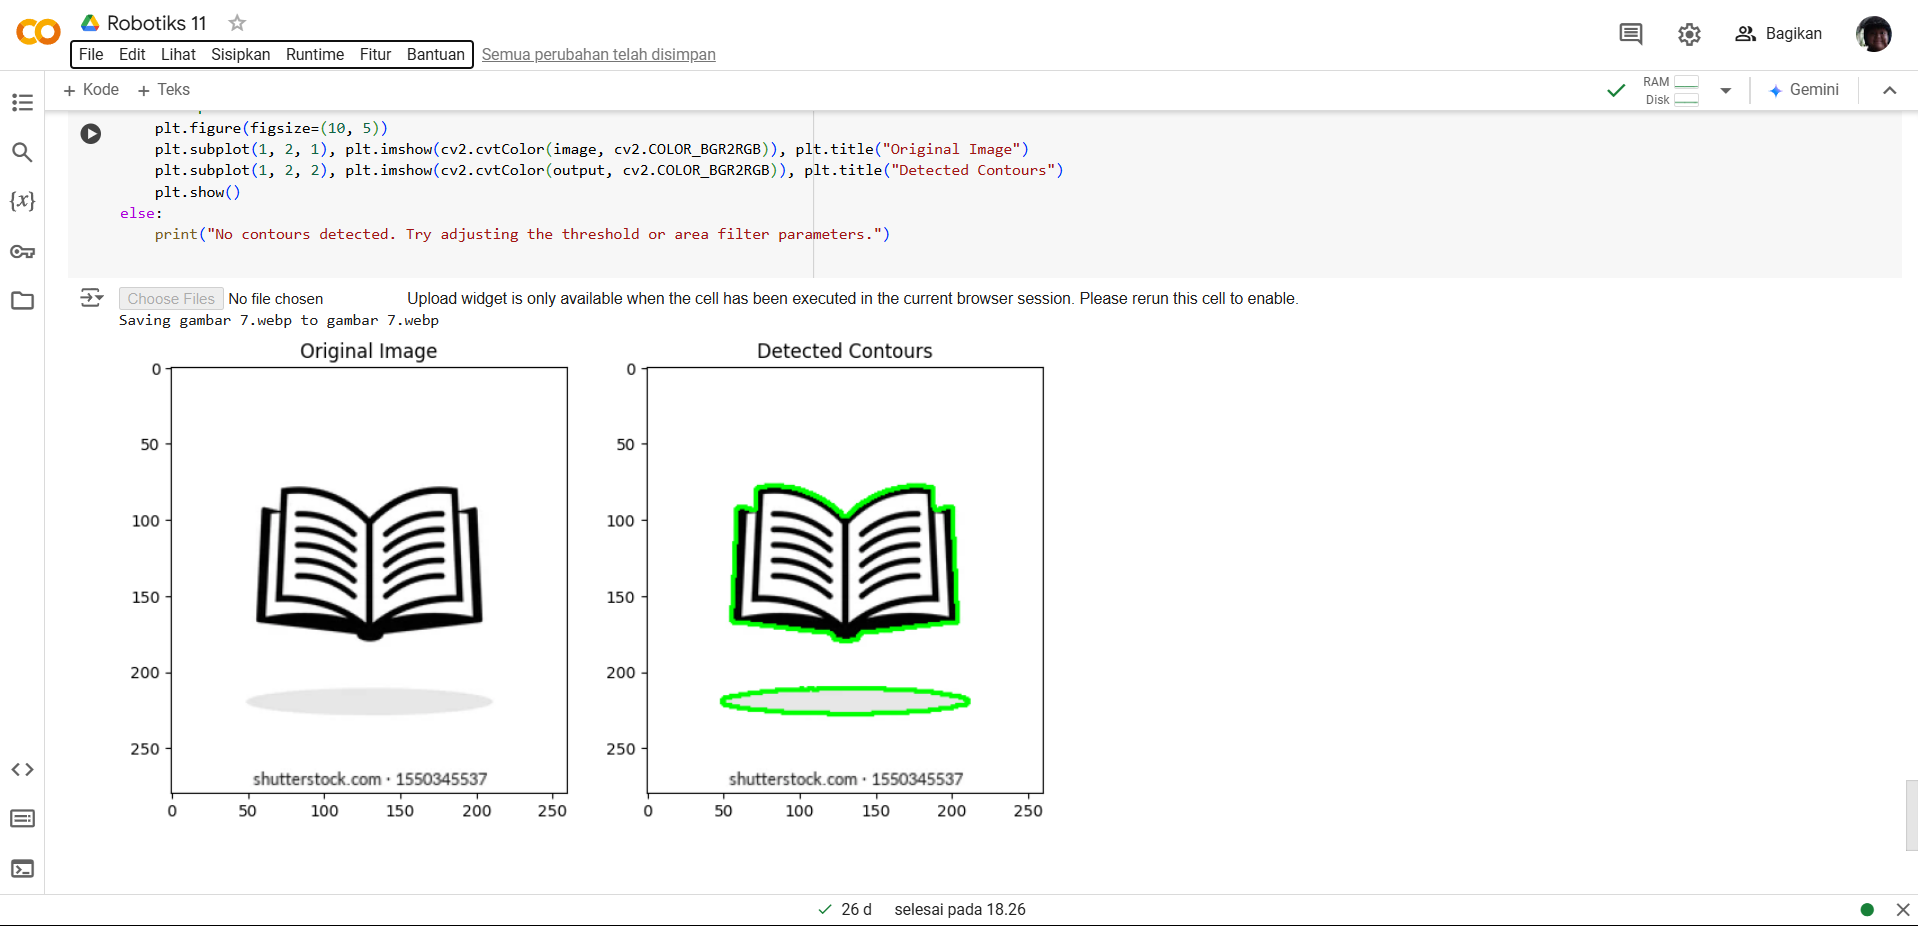 Robotiks 11
File Edit Lihat Sisipkan Runtime Fitur Bantuan Semua perubahan telah disimpan
Bagikan
+ Kode + Teks
RAM
Disk
Gemini
plt.figure(figsize=(10, 5))
plt.subplot(1, 2, 1), plt.imshow(cv2.cvtColor(image, cv2.COLOR_BGR2RGB)), plt.title("Original Image")
plt.subplot(1, 2, 2), plt.imshow(cv2.cvtColor(output, cv2.COLOR_BGR2RGB)), plt.title("Detected Contours")
plt.show()
else:
print("No contours detected. Try adjusting the threshold or area filter parameters.")
Choose Files No file chosen Upload widget is only available when the cell has been executed in the current browser session. Please rerun this cell to enable.
Saving gambar 7.webp to gambar 7.webp
Original Image
0
50
100
150
200
250
shutterstock.com · 1550345537
0 50 100 150 200 250
Detected Contours
0
50
100
150
200
250
shutterstock.com · 1550345537
0 50 100 150 200 250
26 d selesai pada 18.26